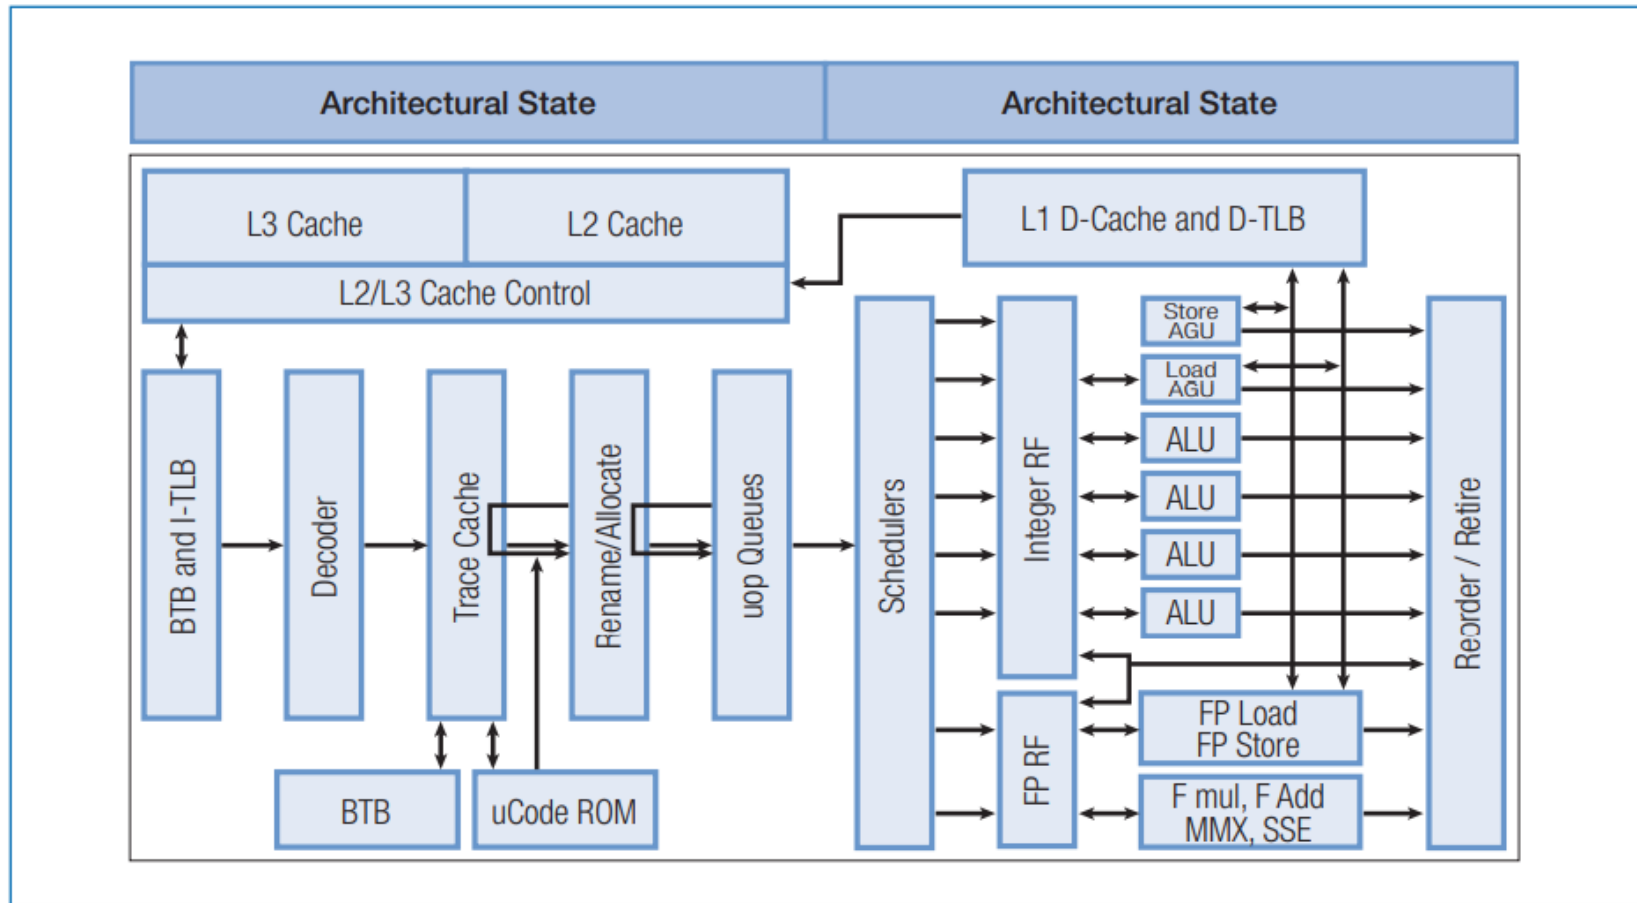 Architectural State
Architectural State
L3 Cache
L2 Cache
L2/L3 Cache Control
L1 D-Cache and D-TLB
BTB and I-TLB
Decoder
Trace Cache
Rename/Allocate
uop Queues
Schedulers
Integer RF
FP RF
Store
AGU
Load
AGU
ALU
ALU
ALU
ALU
FP Load
FP Store
F mul, F Add
MMX, SSE
Reorder / Retire
BTB
uCode ROM